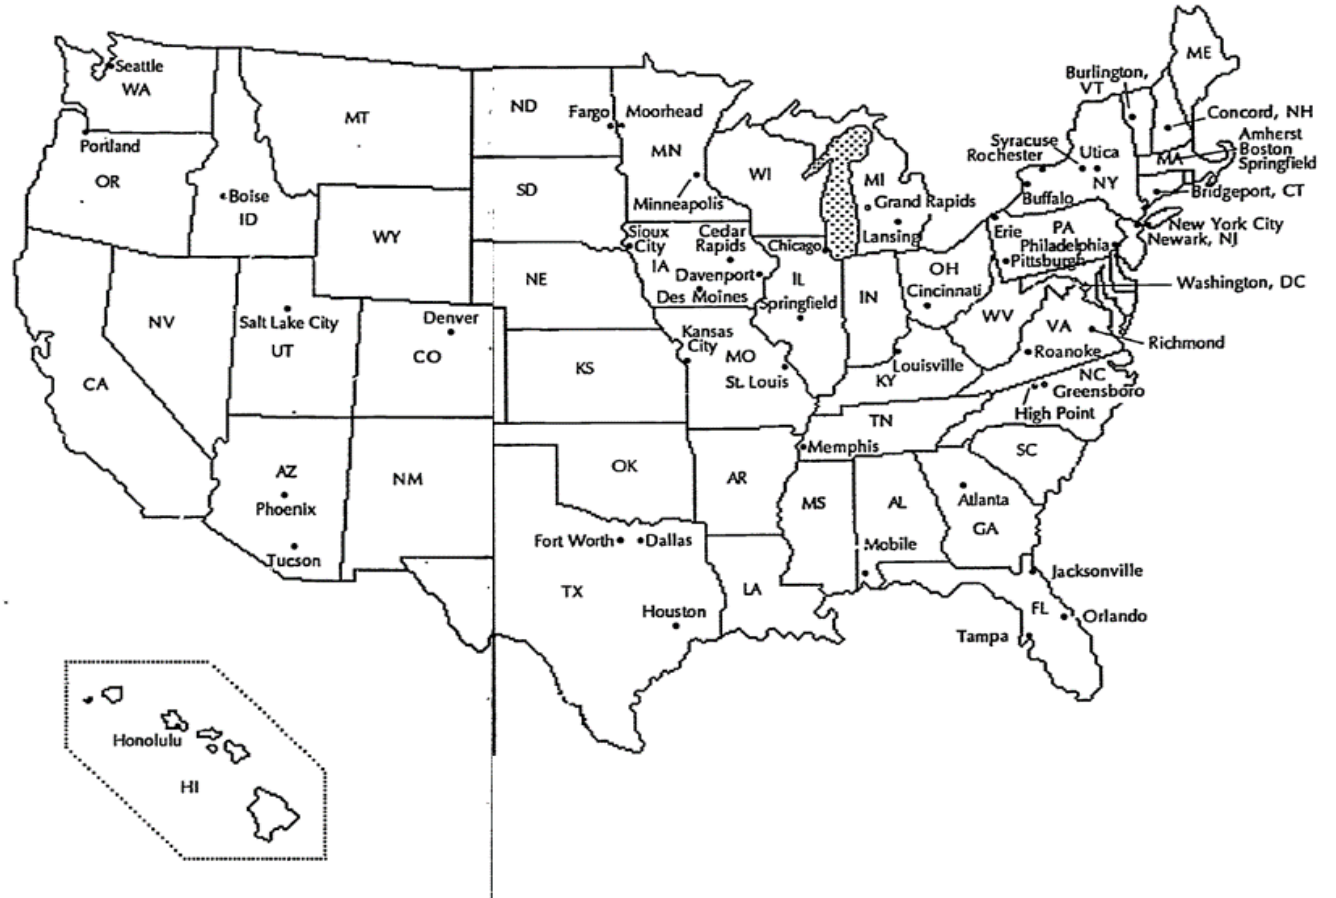 Seattle
WA
Portland
OR
Boise
ID
MT
WY
NV
CA
Salt Lake City
UT
Denver
CO
AZ
Phoenix
Tucson
NM
ND
Fargo
Moorhead
MN
Minneapolis
SD
NE
KS
OK
Fort Worth
Dallas
TX
Houston
Sioux
City
IA
Cedar
Rapids
Davenport
Des Moines
WI
Chicago
IL
Springfield
Kansas
City
MO
St. Louis
AR
LA
MS
MI
Grand Rapids
Lansing
IN
OH
Cincinnati
Louisville
KY
TN
Memphis
AL
Mobile
Atlanta
GA
SC
NC
Greensboro
High Point
WV
VA
Roanoke
Richmond
Washington, DC
Erie
PA
Philadelphia
Pittsburgh
New York City
Newark, NJ
Bridgeport, CT
Syracuse
Rochester
Utica
NY
Buffalo
Burlington,
VT
ME
Concord, NH
MA
Amherst
Boston
Springfield
Jacksonville
FL
Orlando
Tampa
Honolulu
HI